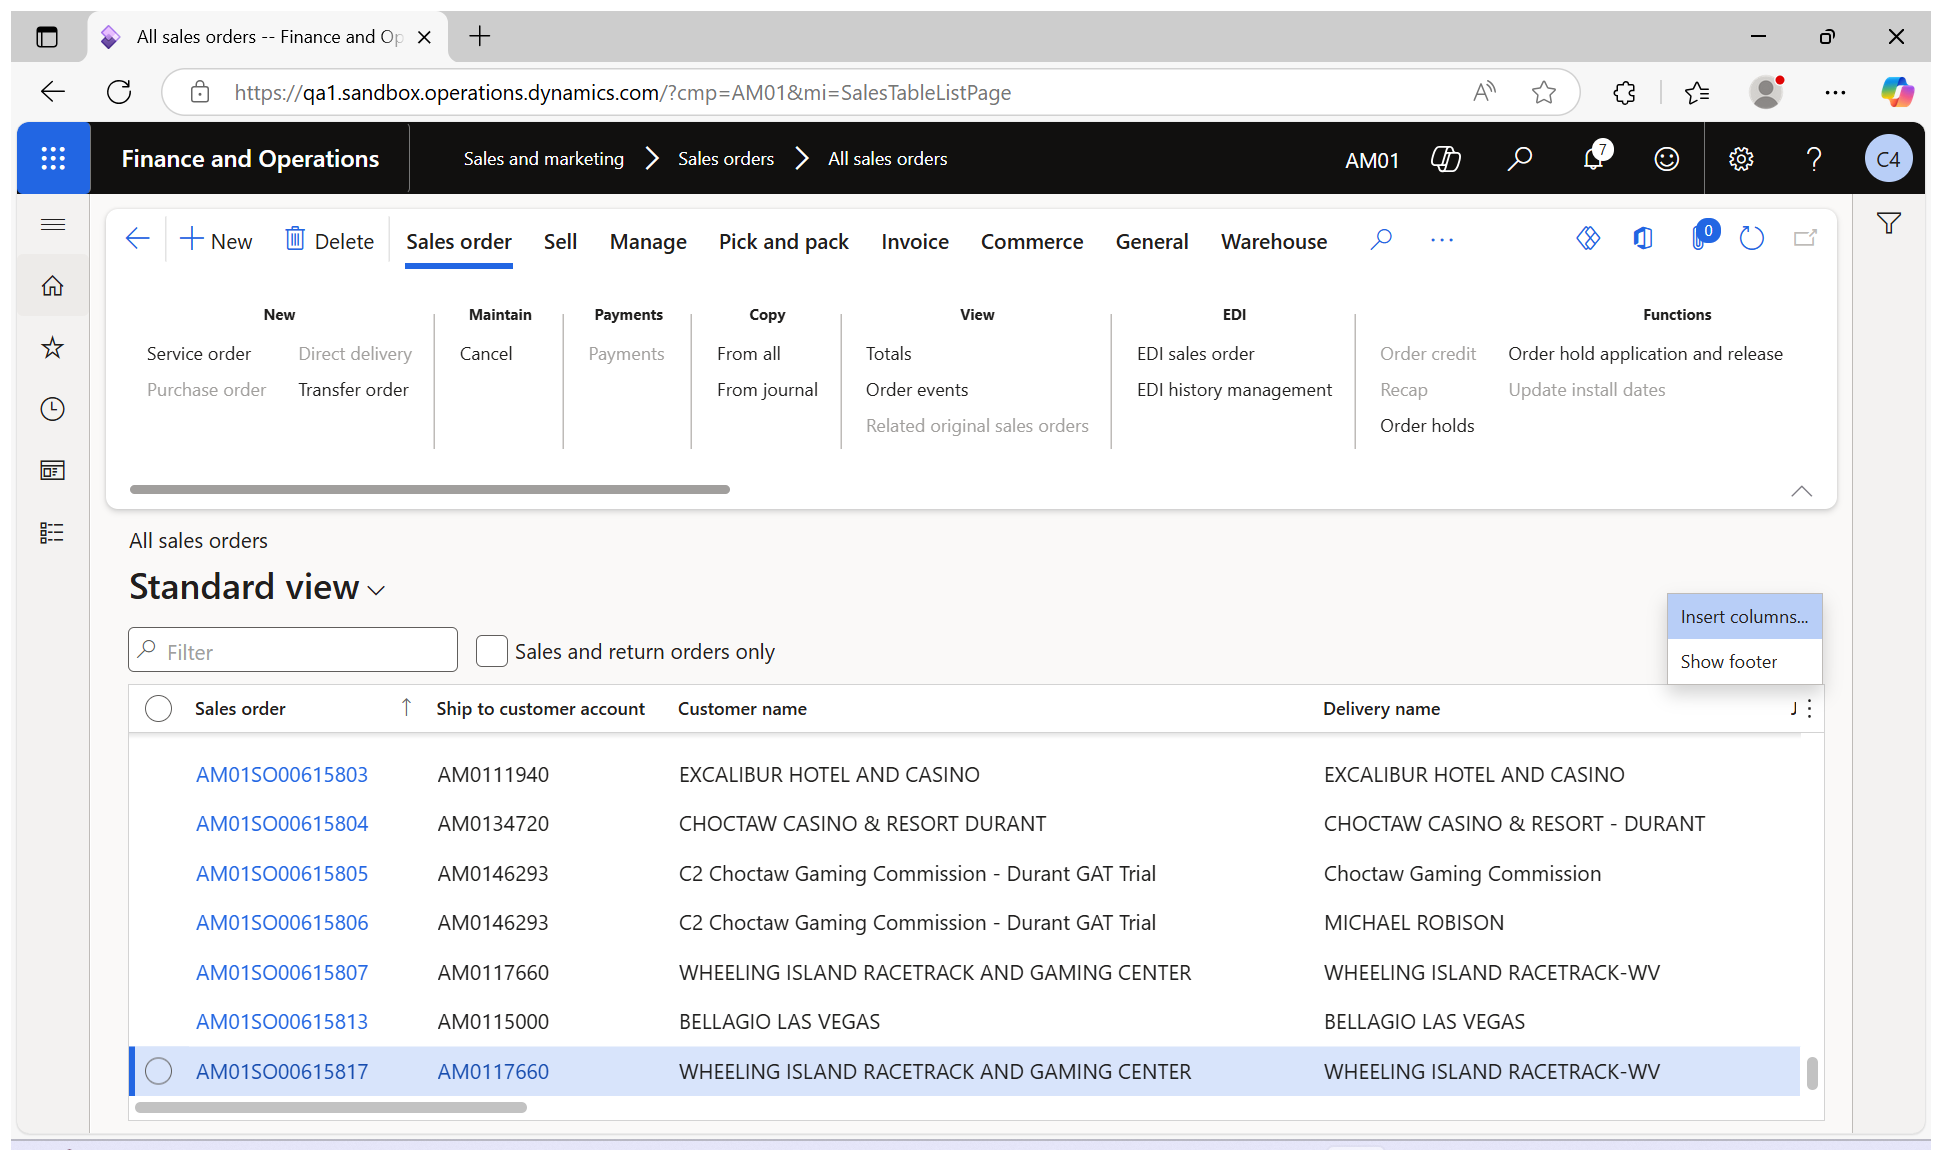 All sales orders -- Finance and Op
https://qa1.sandbox.operations.dynamics.com/?cmp=AM01&mi=SalesTableListPage
Finance and Operations
Sales and marketing > Sales orders > All sales orders
AM01
7
C4
New
Delete
Sales order
Sell
Manage
Pick and pack
Invoice
Commerce
General
Warehouse
0
New
Maintain
Payments
Copy
View
EDI
Functions
Service order
Direct delivery
Cancel
Payments
From all
Totals
EDI sales order
Order credit
Order hold application and release
Purchase order
Transfer order
From journal
Order events
EDI history management
Recap
Update install dates
Related original sales orders
Order holds
All sales orders
Standard view
Insert columns...
Show footer
Filter
Sales and return orders only
Sales order
Ship to customer account
Customer name
Delivery name
AM01SO00615803 AM0111940 EXCALIBUR HOTEL AND CASINO EXCALIBUR HOTEL AND CASINO
AM01SO00615804 AM0134720 CHOCTAW CASINO & RESORT DURANT CHOCTAW CASINO & RESORT - DURANT
AM01SO00615805 AM0146293 C2 Choctaw Gaming Commission - Durant GAT Trial Choctaw Gaming Commission
AM01SO00615806 AM0146293 C2 Choctaw Gaming Commission - Durant GAT Trial MICHAEL ROBISON
AM01SO00615807 AM0117660 WHEELING ISLAND RACETRACK AND GAMING CENTER WHEELING ISLAND RACETRACK-WV
AM01SO00615813 AM0115000 BELLAGIO LAS VEGAS BELLAGIO LAS VEGAS
AM01SO00615817 AM0117660 WHEELING ISLAND RACETRACK AND GAMING CENTER WHEELING ISLAND RACETRACK-WV